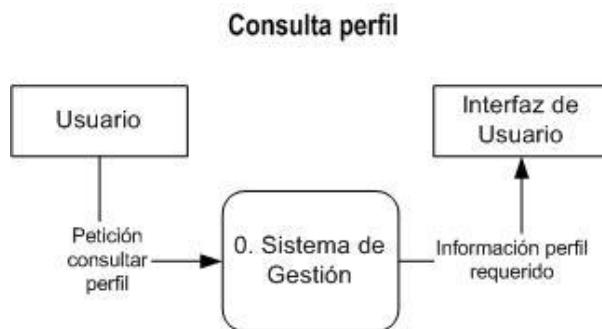 Consulta perfil
Usuario
Interfaz de
Usuario
Petición
consultar
perfil
0. Sistema de
Gestión
Información perfil
requerido